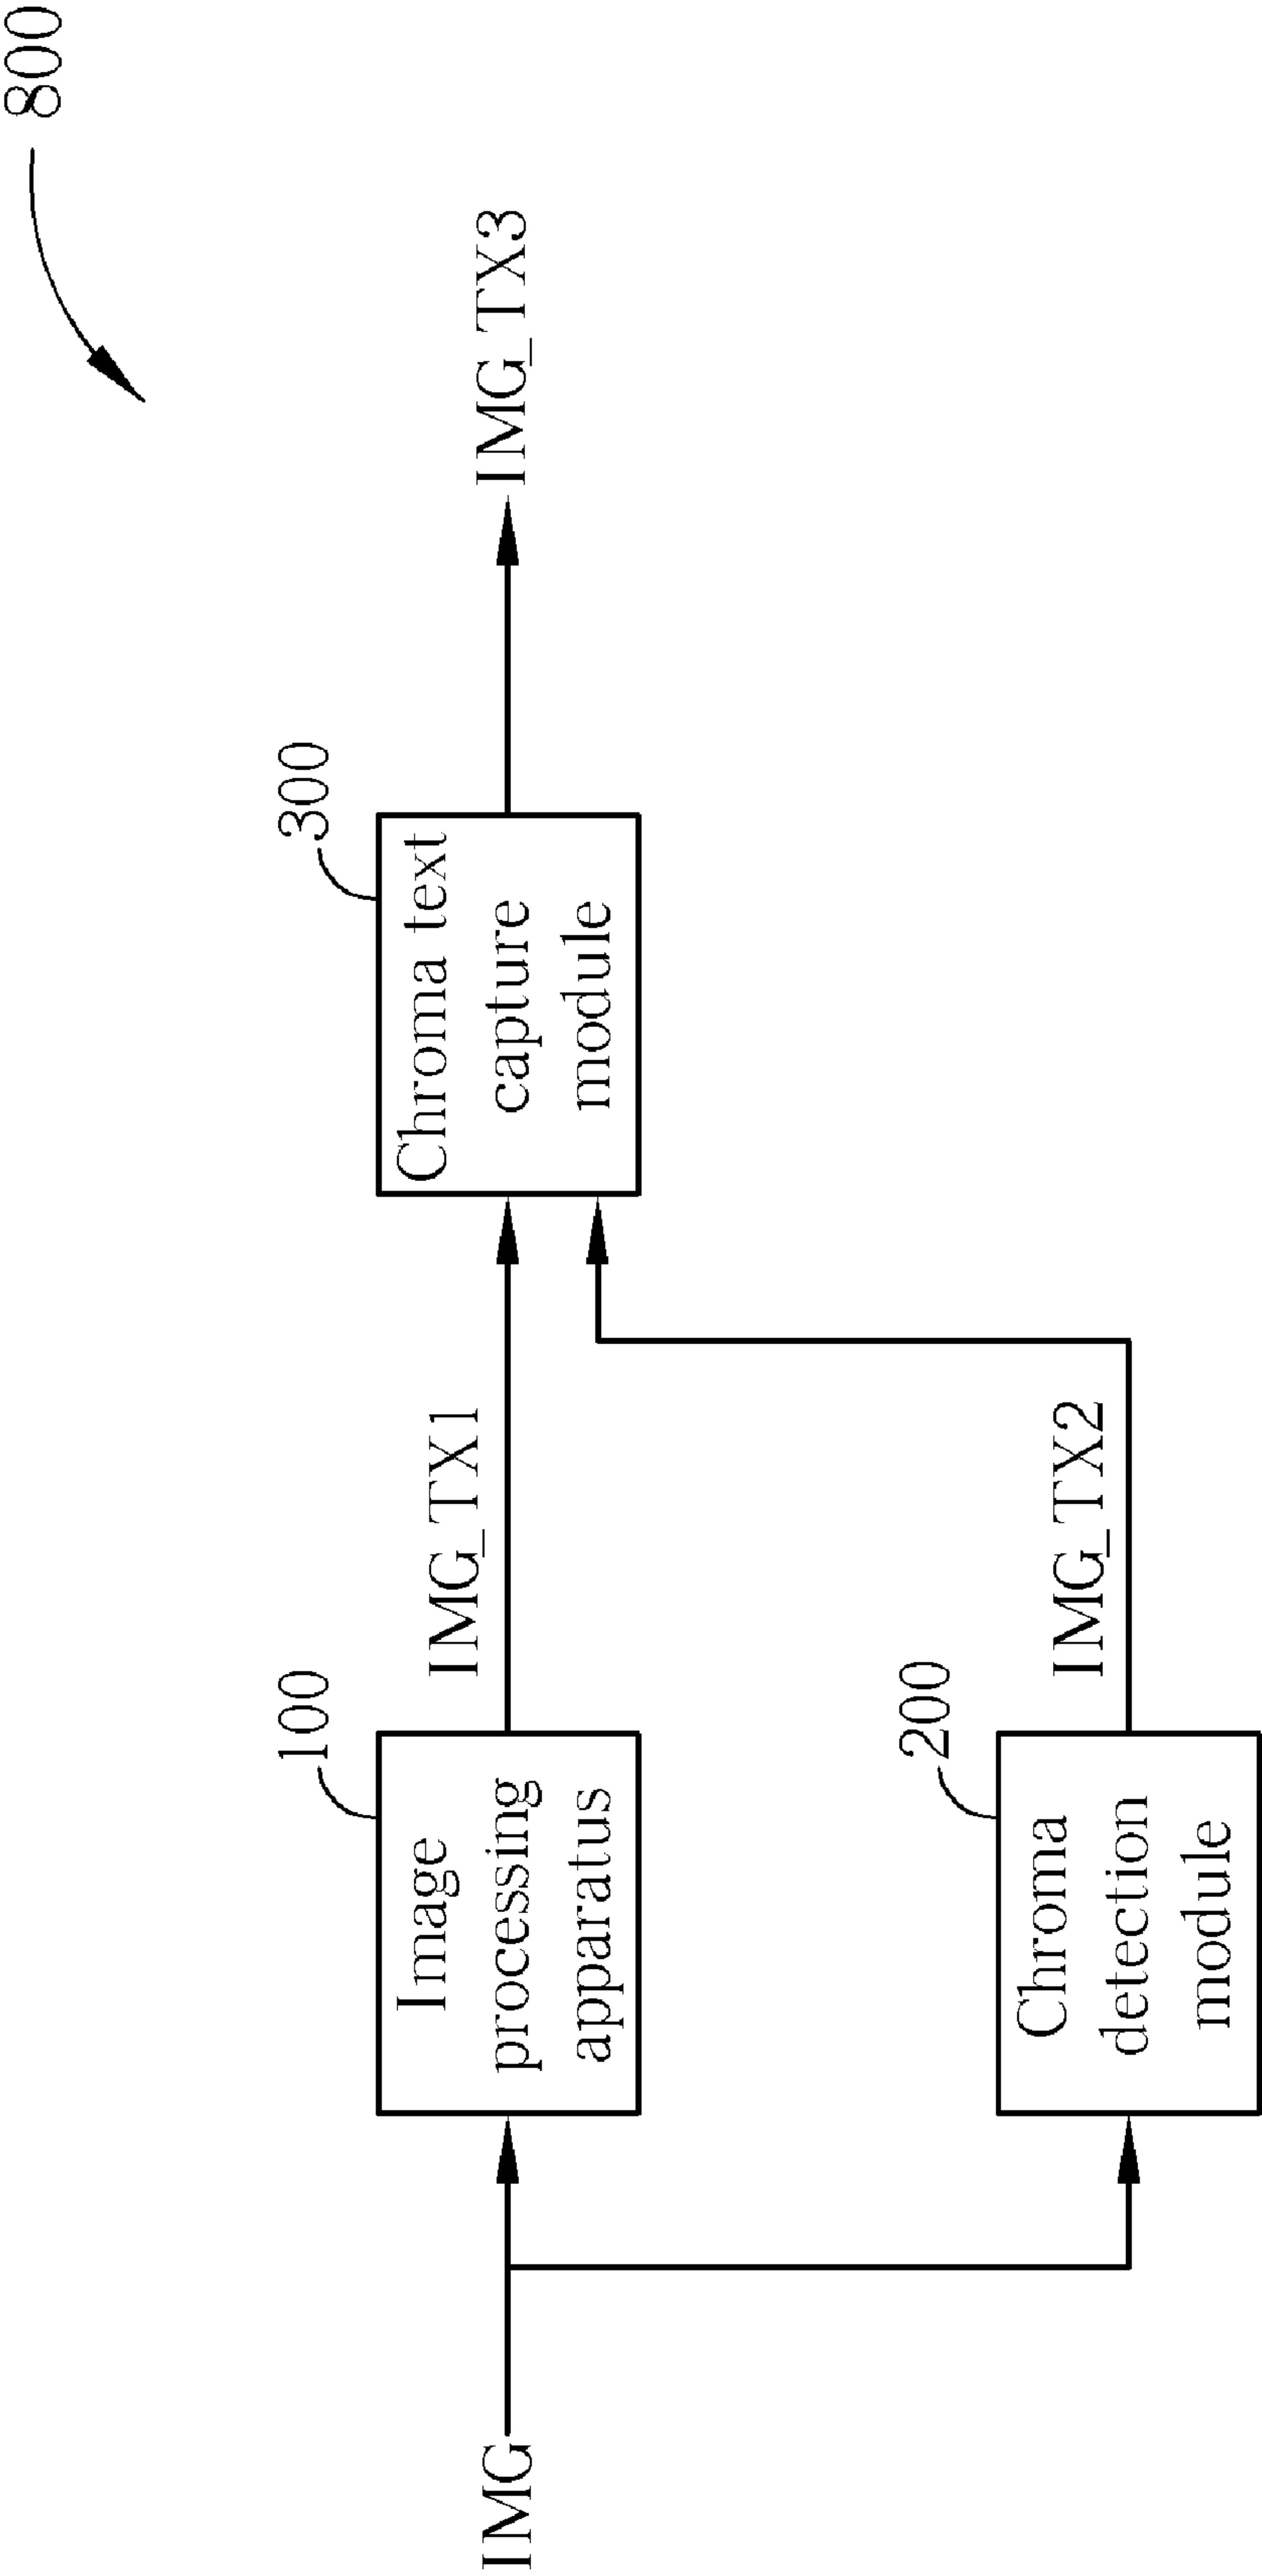 800
IMG
100
Image
processing
apparatus
IMG_TX1
300
Chroma text
capture
module
IMG_TX3
200
Chroma
detection
module
IMG_TX2